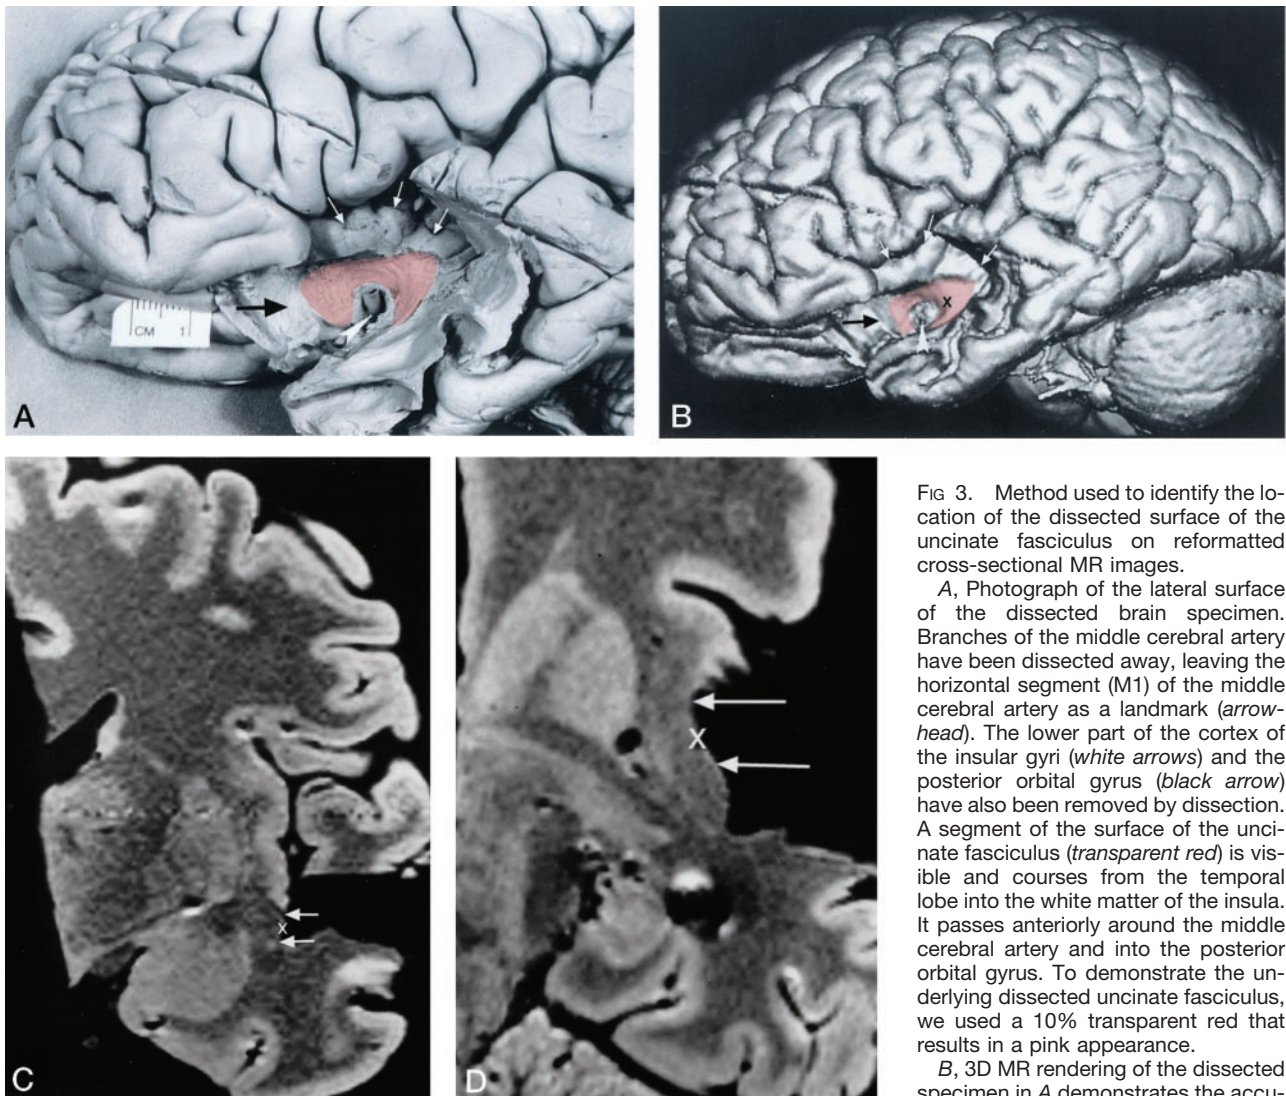 A
CM 1
B
X
C
X
D
X
FIG 3. Method used to identify the lo-
cation of the dissected surface of the
uncinate fasciculus on reformatted
cross-sectional MR images.
A, Photograph of the lateral surface
of the dissected brain specimen.
Branches of the middle cerebral artery
have been dissected away, leaving the
horizontal segment (M1) of the middle
cerebral artery as a landmark (arrow-
head). The lower part of the cortex of
the insular gyri (white arrows) and the
posterior orbital gyrus (black arrow)
have also been removed by dissection.
A segment of the surface of the unci-
nate fasciculus (transparent red) is vis-
ible and courses from the temporal
lobe into the white matter of the insula.
It passes anteriorly around the middle
cerebral artery and into the posterior
orbital gyrus. To demonstrate the un-
derlying dissected uncinate fasciculus,
we used a 10% transparent red that
results in a pink appearance.
B, 3D MR rendering of the dissected
specimen in A demonstrates the accu-